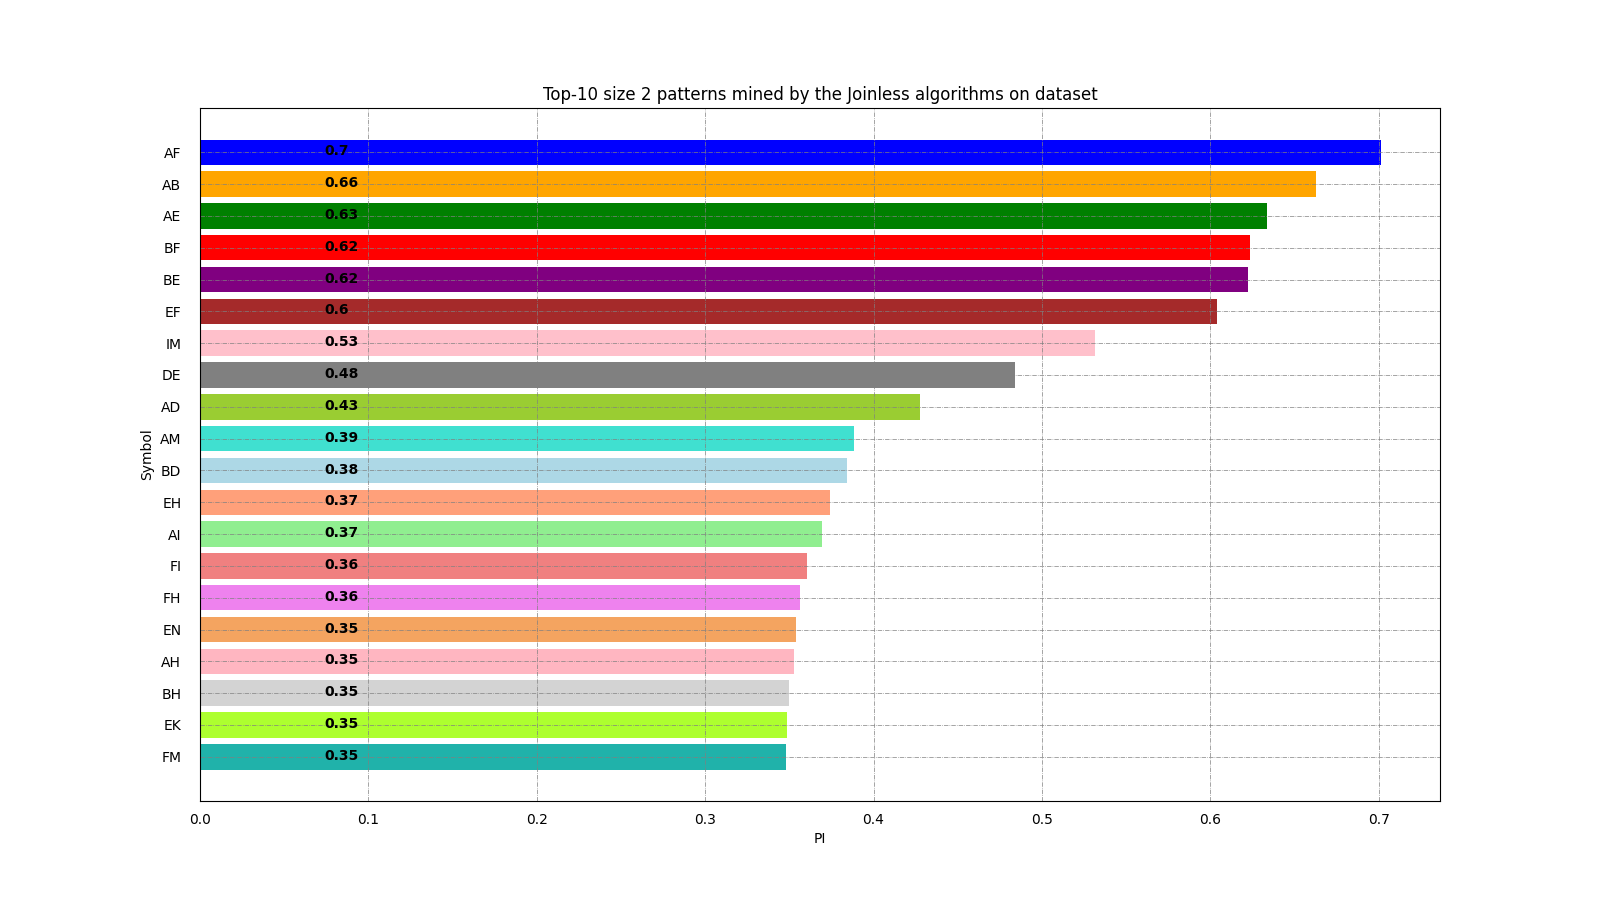 Top-10 size 2 patterns mined by the Joinless algorithms on dataset
AF 0.7
AB 0.66
AE 0.63
BF 0.62
BE 0.62
EF 0.6
IM 0.53
DE 0.48
AD 0.43
AM 0.39
BD 0.38
EH 0.37
AI 0.37
FI 0.36
FH 0.36
EN 0.35
AH 0.35
BH 0.35
EK 0.35
FM 0.35
Symbol
0.0 0.1 0.2 0.3 0.4 0.5 0.6 0.7
PI